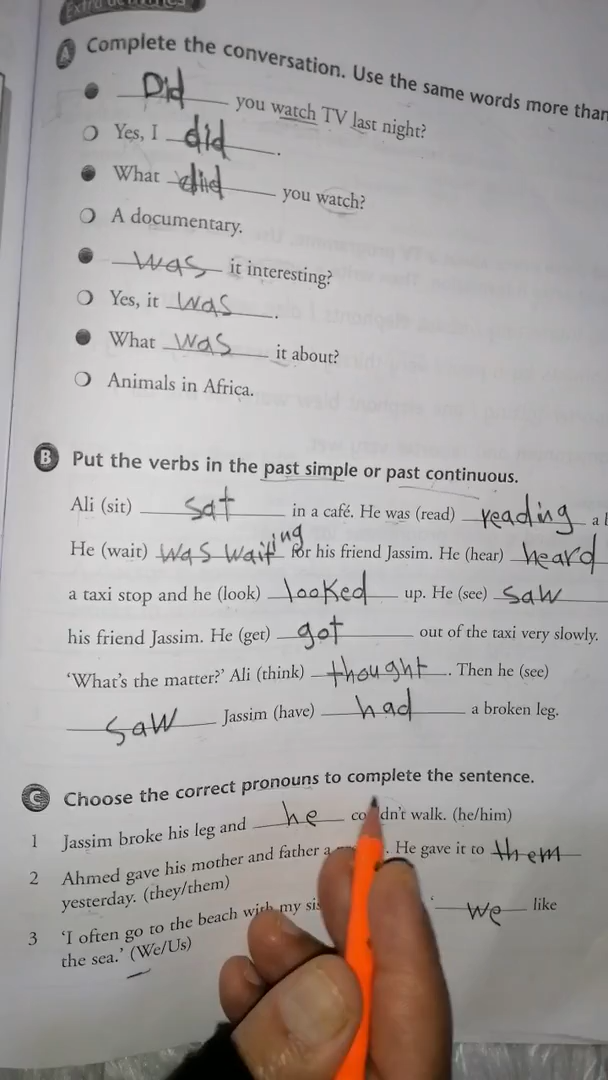 A Complete the conversation. Use the same words more than
Did you watch TV last night?
Yes, I did.
What did you watch?
A documentary.
was it interesting?
Yes, it was.
What was it about?
Animals in Africa.
B Put the verbs in the past simple or past continuous.
Ali (sit) sat in a café. He was (read) reading a
He (wait) was waiting for his friend Jassim. He (hear) heard
a taxi stop and he (look) looked up. He (see) saw
his friend Jassim. He (get) got out of the taxi very slowly.
'What's the matter?' Ali (think) thought. Then he (see)
saw Jassim (have) had a broken leg.
C Choose the correct pronouns to complete the sentence.
1 Jassim broke his leg and he couldn't walk. (he/him)
2 Ahmed gave his mother and father a . He gave it to them
yesterday. (they/them)
3 'I often go to the beach with my we like
the sea.' (We/Us)